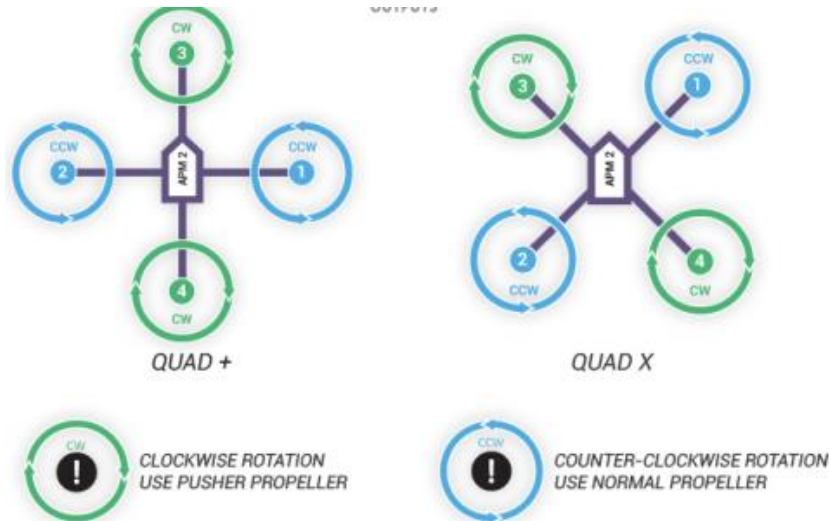 CW
3
CCW
2
APM 2
CCW
1
4
CW
QUAD +
CW
3
CCW
1
APM 2
2
CCW
4
CW
QUAD X
CW
!
CLOCKWISE ROTATION
USE PUSHER PROPELLER
CCW
!
COUNTER-CLOCKWISE ROTATION
USE NORMAL PROPELLER